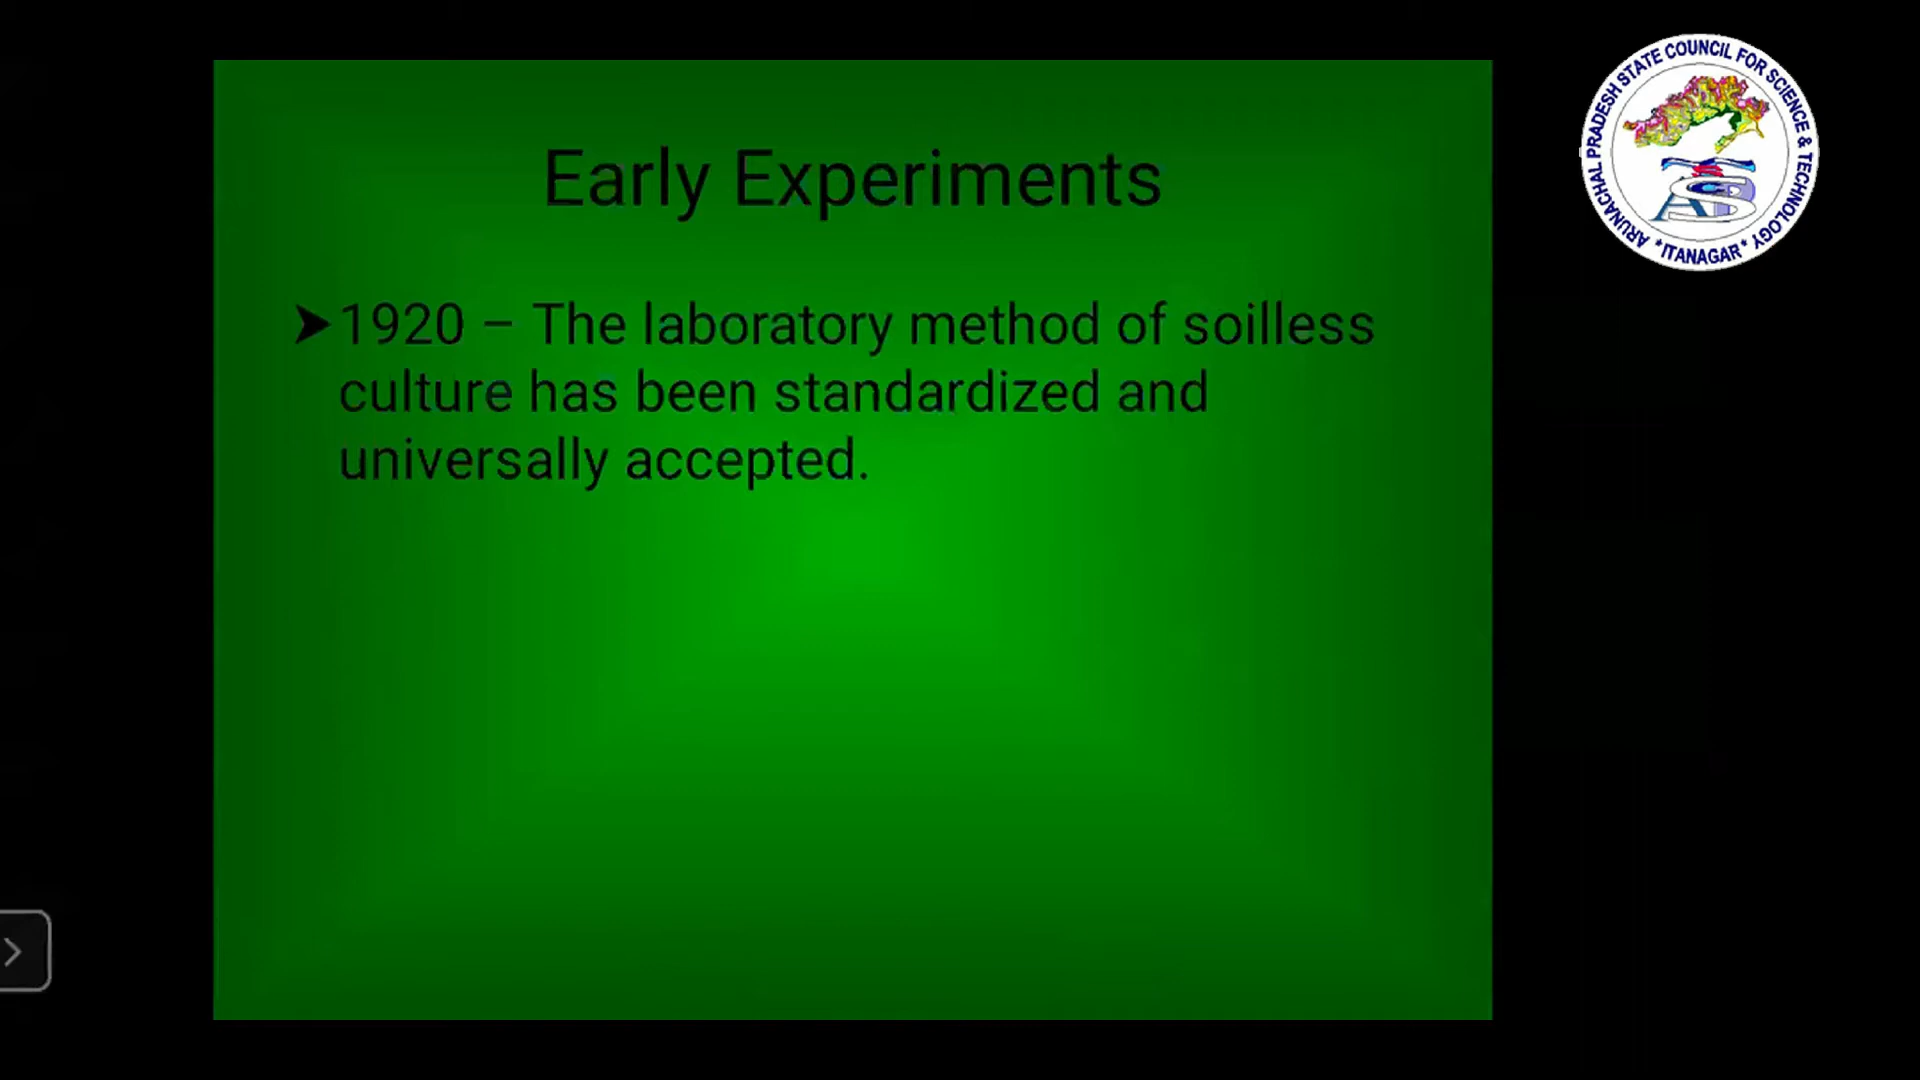 Early Experiments
➤1920 – The laboratory method of soilless
culture has been standardized and
universally accepted.
ARUNACHAL PRADESH STATE COUNCIL FOR SCIENCE & TECHNOLOGY
*ITANAGAR*